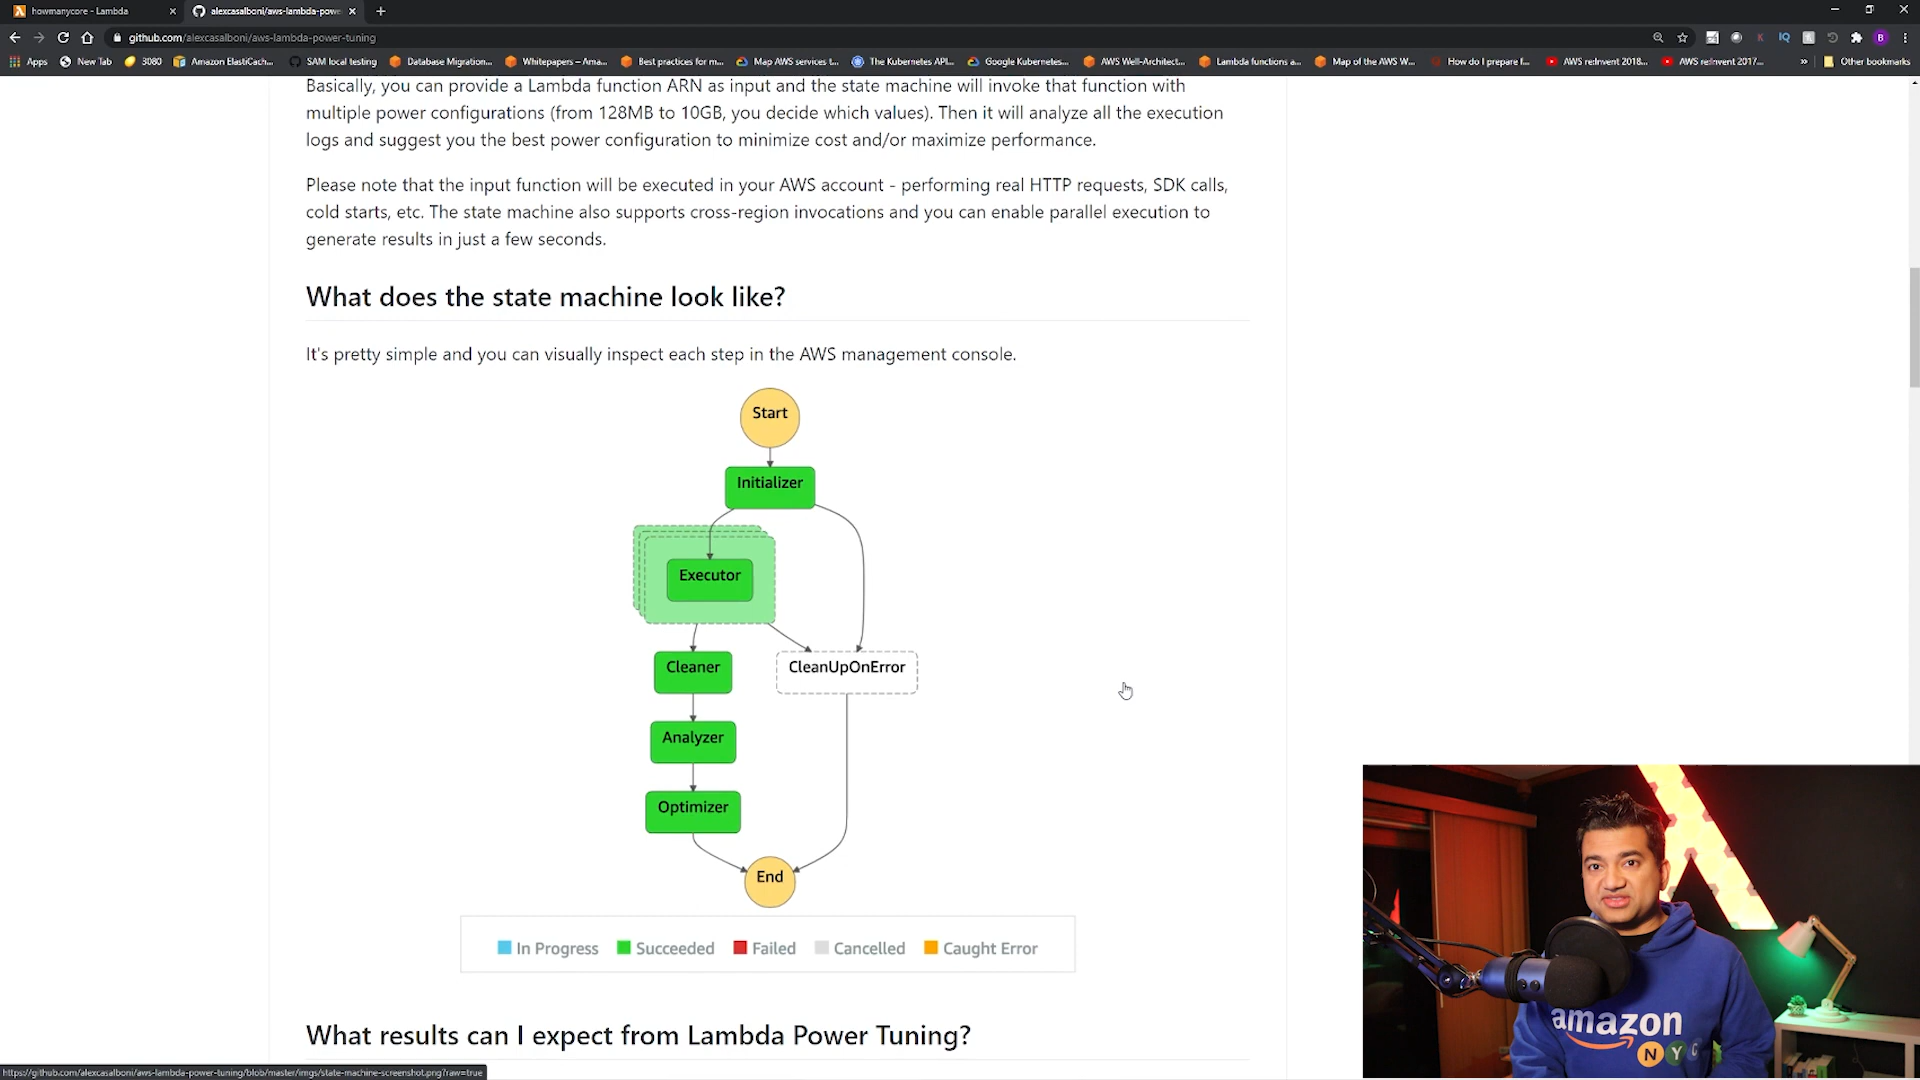 howmanycore - Lambda
alexcasalboni/aws-lambda-powe
github.com/alexcasalboni/aws-lambda-power-tuning
Apps
New Tab
3080
Amazon ElastiCach...
SAM local testing
Database Migration...
Whitepapers – Ama...
Best practices for m...
Map AWS services t...
The Kubernetes API...
Google Kubernetes...
AWS Well-Architect...
Lambda functions a...
Map of the AWS W...
How do I prepare f...
AWS re:Invent 2018...
AWS re:Invent 2017...
»
Other bookmarks
Basically, you can provide a Lambda function ARN as input and the state machine will invoke that function with
multiple power configurations (from 128MB to 10GB, you decide which values). Then it will analyze all the execution
logs and suggest you the best power configuration to minimize cost and/or maximize performance.
Please note that the input function will be executed in your AWS account - performing real HTTP requests, SDK calls,
cold starts, etc. The state machine also supports cross-region invocations and you can enable parallel execution to
generate results in just a few seconds.
What does the state machine look like?
It's pretty simple and you can visually inspect each step in the AWS management console.
Start
Initializer
Executor
Cleaner
CleanUpOnError
Analyzer
Optimizer
End
In Progress
Succeeded
Failed
Cancelled
Caught Error
What results can I expect from Lambda Power Tuning?
https://github.com/alexcasalboni/aws-lambda-power-tuning/blob/master/imgs/state-machine-screenshot.png?raw=true
amazon
N Y C